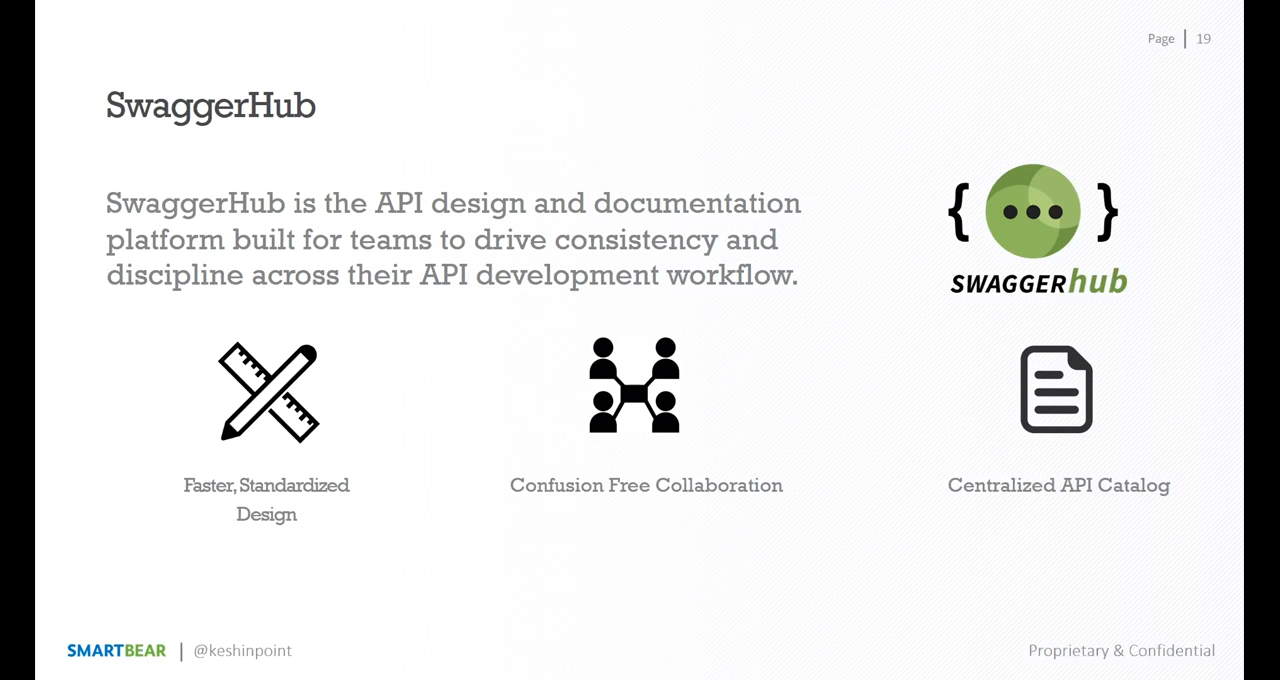 Page | 19
SwaggerHub
SwaggerHub is the API design and documentation
platform built for teams to drive consistency and
discipline across their API development workflow.
{ ... }
SWAGGERhub
Faster, Standardized
Design
Confusion Free Collaboration
Centralized API Catalog
SMARTBEAR | @keshinpoint
Proprietary & Confidential